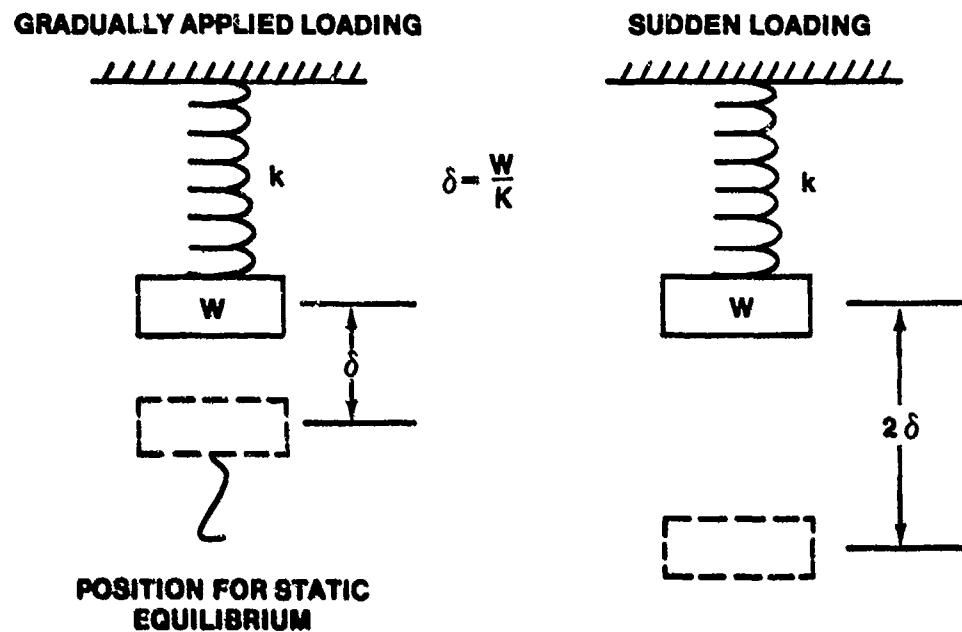 GRADUALLY APPLIED LOADING
SUDDEN LOADING
k
δ = W/K
k
W
W
δ
2δ
POSITION FOR STATIC
EQUILIBRIUM